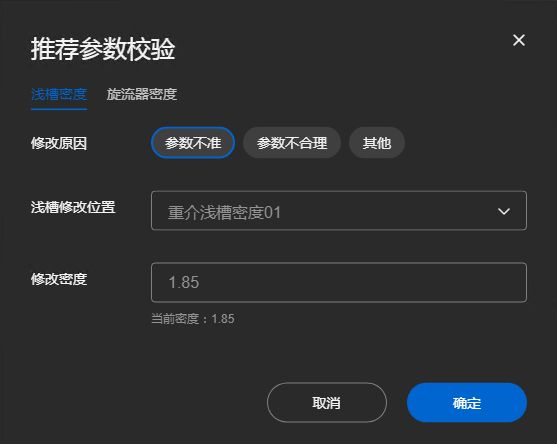 推荐参数校验
浅槽密度 旋流器密度
修改原因 参数不准 参数不合理 其他
浅槽修改位置 重介浅槽密度01
修改密度 1.85
当前密度：1.85
取消 确定